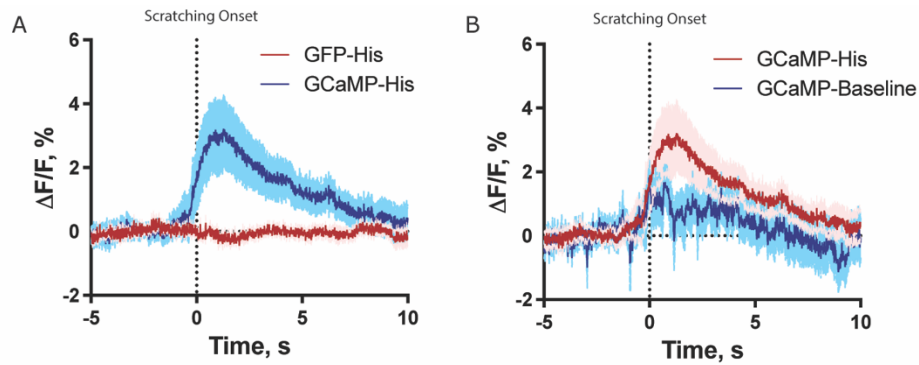 A
Scratching Onset
GFP-His
GCaMP-His
ΔF/F, %
6
4
2
0
-2
-5
0
5
10
Time, s
B
Scratching Onset
GCaMP-His
GCaMP-Baseline
ΔF/F, %
6
4
2
0
-2
-5
0
5
10
Time, s